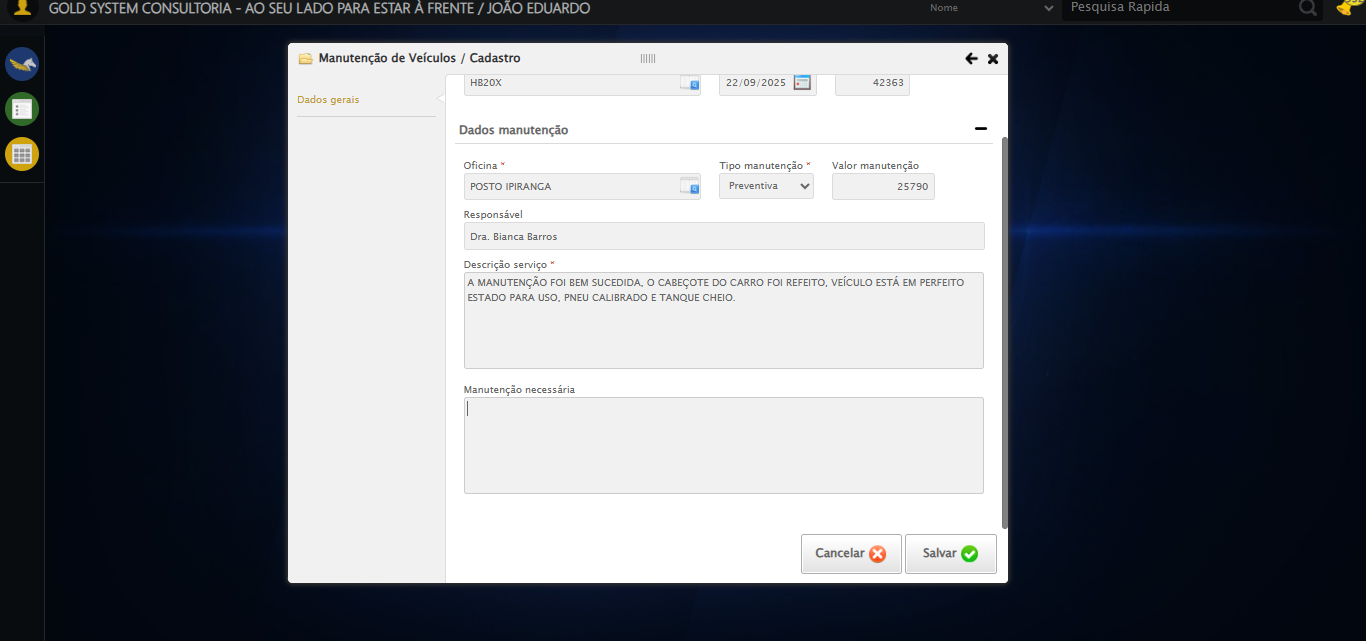 GOLD SYSTEM CONSULTORIA - AO SEU LADO PARA ESTAR À FRENTE / JOÃO EDUARDO
Nome
Pesquisa Rapida
Manutenção de Veículos / Cadastro
Dados gerais
HB20X
22/09/2025
42363
Dados manutenção
Oficina *
Tipo manutenção *
Valor manutenção
POSTO IPIRANGA
Preventiva
25790
Responsável
Dra. Bianca Barros
Descrição serviço *
A MANUTENÇÃO FOI BEM SUCEDIDA, O CABEÇOTE DO CARRO FOI REFEITO, VEÍCULO ESTÁ EM PERFEITO
ESTADO PARA USO, PNEU CALIBRADO E TANQUE CHEIO.
Manutenção necessária
Cancelar
Salvar